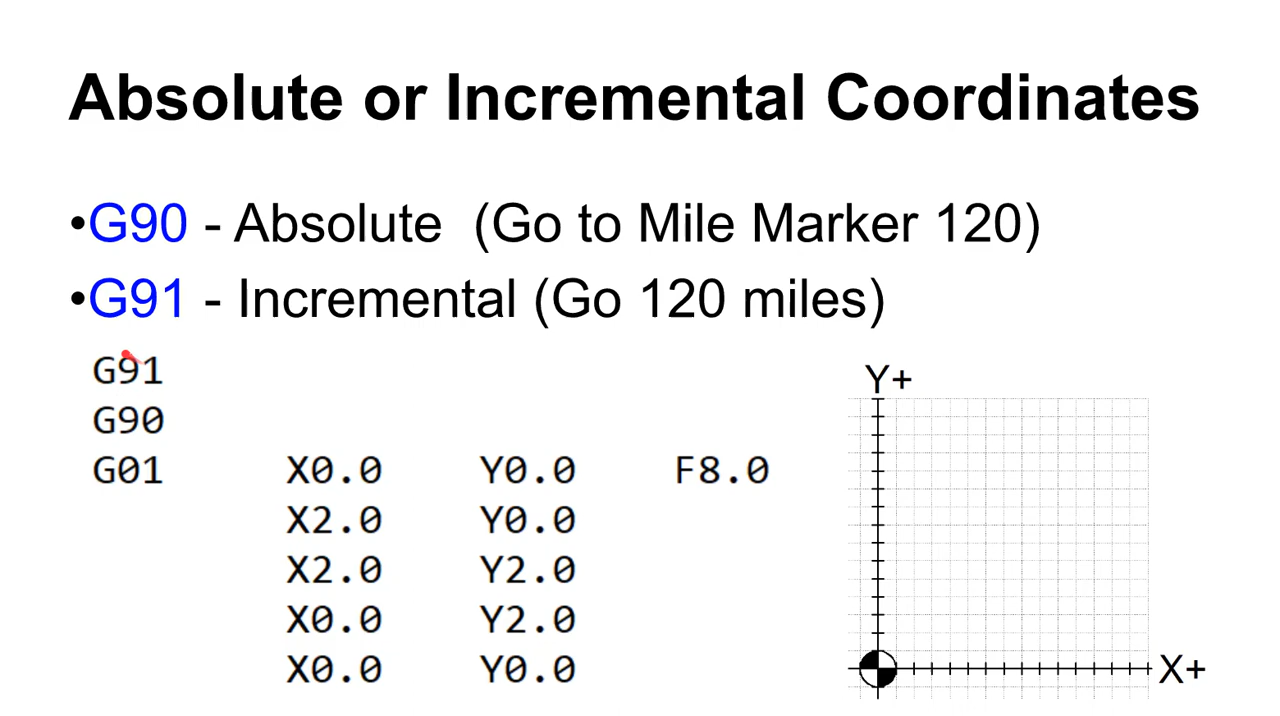 Absolute or Incremental Coordinates
•G90 - Absolute  (Go to Mile Marker 120)
•G91 - Incremental (Go 120 miles)
G91
G90
G01 X0.0 Y0.0 F8.0
X2.0 Y0.0
X2.0 Y2.0
X0.0 Y2.0
X0.0 Y0.0
Y+
X+